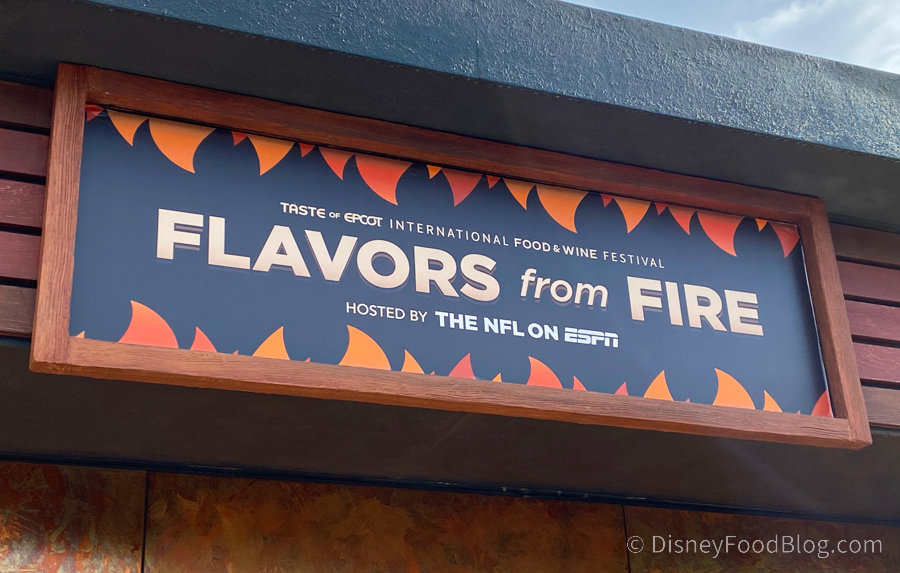 TASTE OF EPCOT INTERNATIONAL FOOD & WINE FESTIVAL
FLAVORS from FIRE
HOSTED BY THE NFL ON ESPN
© DisneyFoodBlog.com